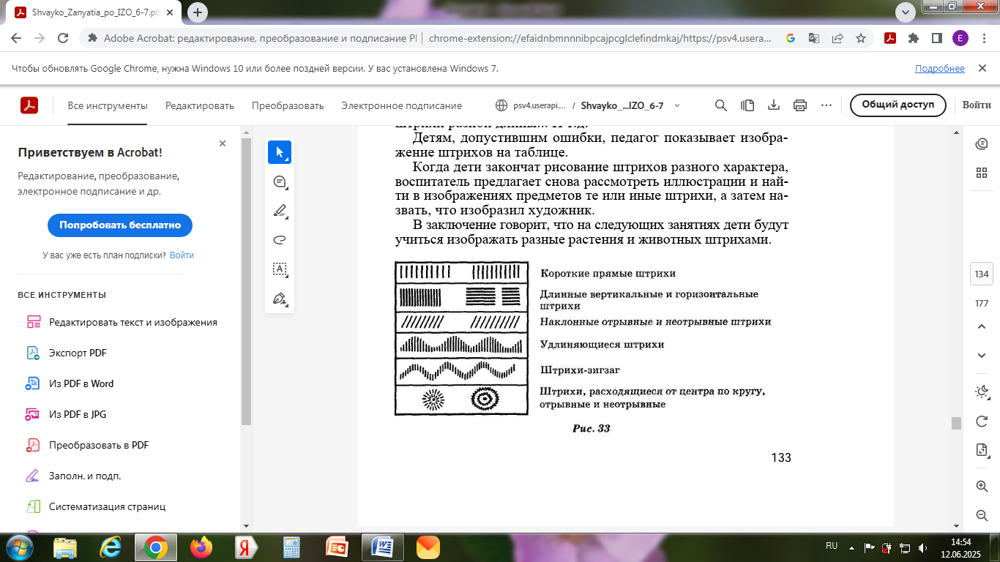 Shvayko_Zanyatia_po_IZO_6-7.pd
Adobe Acrobat: редактирование, преобразование и подписание PI
chrome-extension://efaidnbmnnnibpcajpcglclefindmkaj/https://psv4.usera...
E
Чтобы обновлять Google Chrome, нужна Windows 10 или более поздней версии. У вас установлена Windows 7.
Подробнее
Все инструменты
Редактировать
Преобразовать
Электронное подписание
psv4.userapi....
/
Shvayko_...IZO_6-7
Общий доступ
Войти
Приветствуем в Acrobat!
Редактирование, преобразование,
электронное подписание и др.
Попробовать бесплатно
У вас уже есть план подписки? Войти
ВСЕ ИНСТРУМЕНТЫ
Редактировать текст и изображения
Экспорт PDF
Из PDF в Word
Из PDF в JPG
Преобразовать в PDF
Заполн. и подп.
Систематизация страниц
Детям, допустившим ошибки, педагог показывает изобра-
жение штрихов на таблице.
Когда дети закончат рисование штрихов разного характера,
воспитатель предлагает снова рассмотреть иллюстрации и най-
ти в изображениях предметов те или иные штрихи, а затем на-
звать, что изобразил художник.
В заключение говорит, что на следующих занятиях дети будут
учиться изображать разные растения и животных штрихами.
Короткие прямые штрихи
Длинные вертикальные и горизонтальные
штрихи
Наклонные отрывные и неотрывные штрихи
Удлиняющиеся штрихи
Штрихи-зигзаг
Штрихи, расходящиеся от центра по кругу,
отрывные и неотрывные
Рис. 33
133
134
177
RU
14:54
12.06.2025